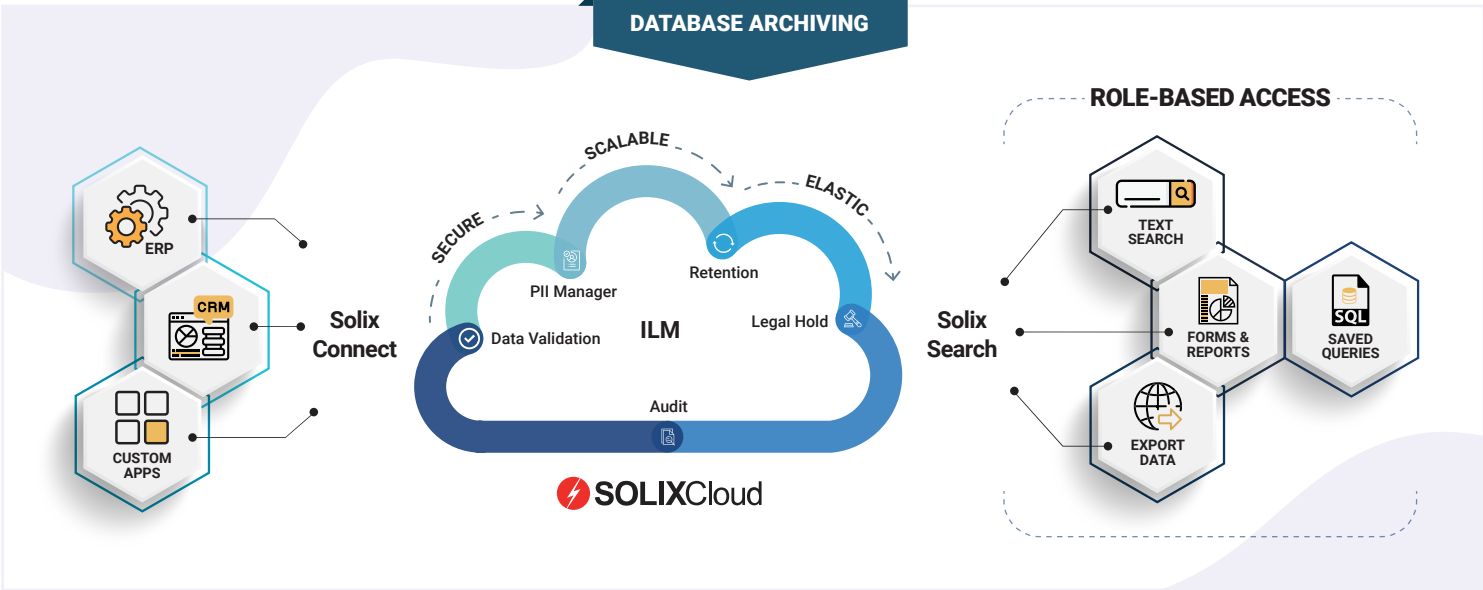 DATABASE ARCHIVING
ERP
CRM
CUSTOM
APPS
Solix
Connect
SECURE
SCALABLE
ELASTIC
PII Manager
Retention
Data Validation
ILM
Legal Hold
Audit
SOLIXCloud
Solix
Search
ROLE-BASED ACCESS
TEXT
SEARCH
FORMS &
REPORTS
SQL
SAVED
QUERIES
EXPORT
DATA